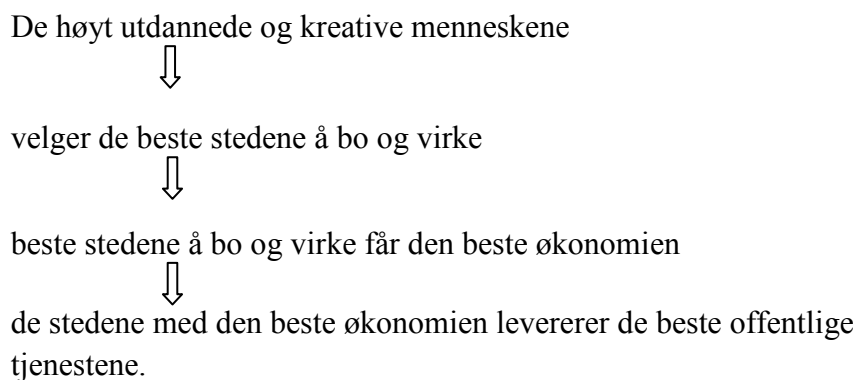 De høyt utdannede og kreative menneskene
velger de beste stedene å bo og virke
beste stedene å bo og virke får den beste økonomien
de stedene med den beste økonomien levererer de beste offentlige
tjenestene.